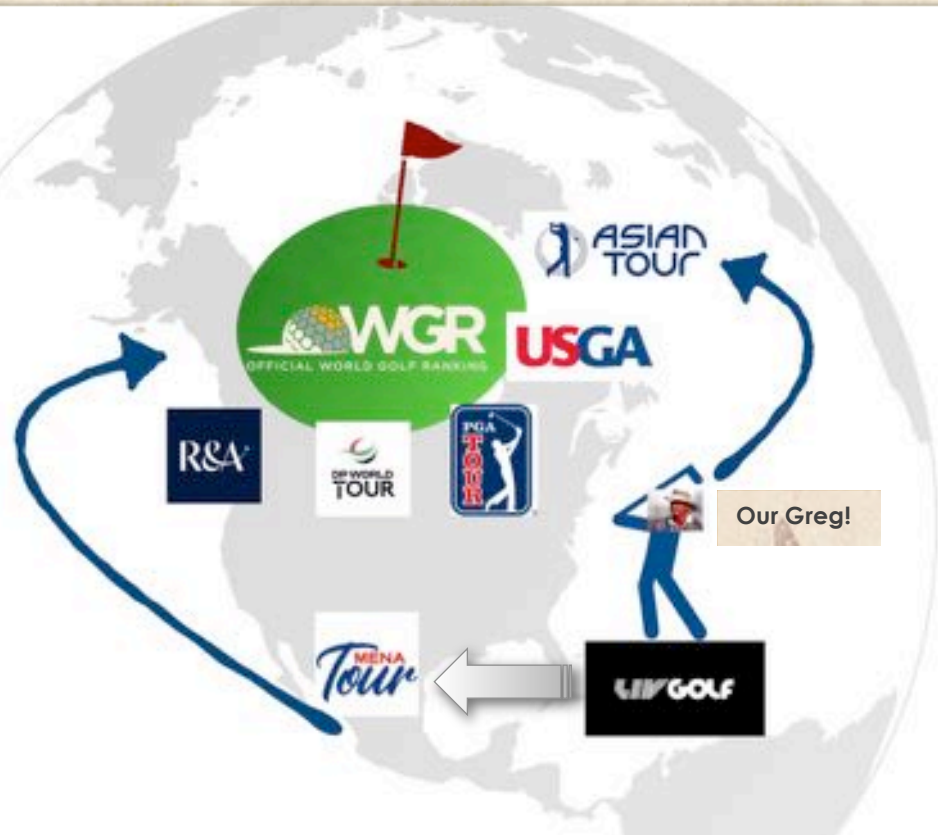 ASIAN
TOUR
OWGR
OFFICIAL WORLD GOLF RANKING
USGA
R&A
DP WORLD
TOUR
PGA
TOUR
Our Greg!
MENA
Tour
LIV GOLF